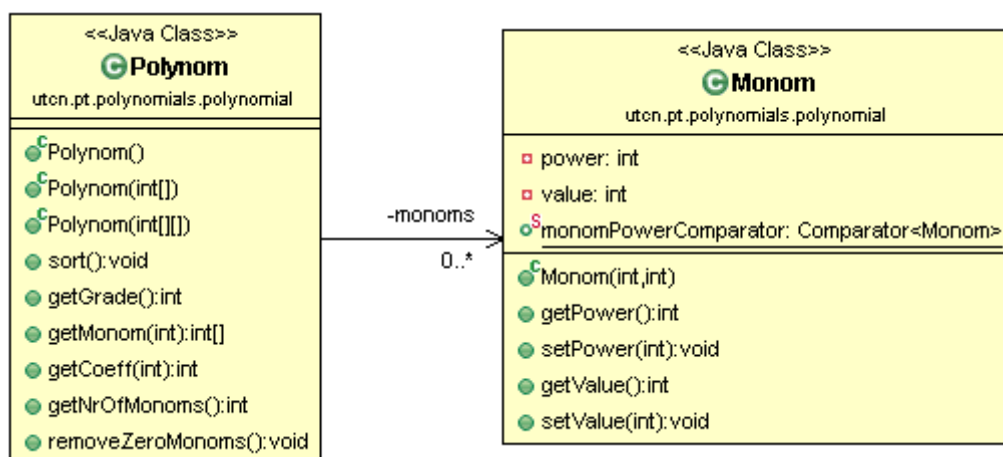 <<Java Class>>
Polynom
utcn.pt.polynomials.polynomial
Polynom()
Polynom(int[])
Polynom(int[][])
sort():void
getGrade():int
getMonom(int):int[]
getCoeff(int):int
getNrOfMonoms():int
removeZeroMonoms():void
-monoms
0..*
<<Java Class>>
Monom
utcn.pt.polynomials.polynomial
power: int
value: int
monomPowerComparator: Comparator<Monom>
Monom(int,int)
getPower():int
setPower(int):void
getValue():int
setValue(int):void